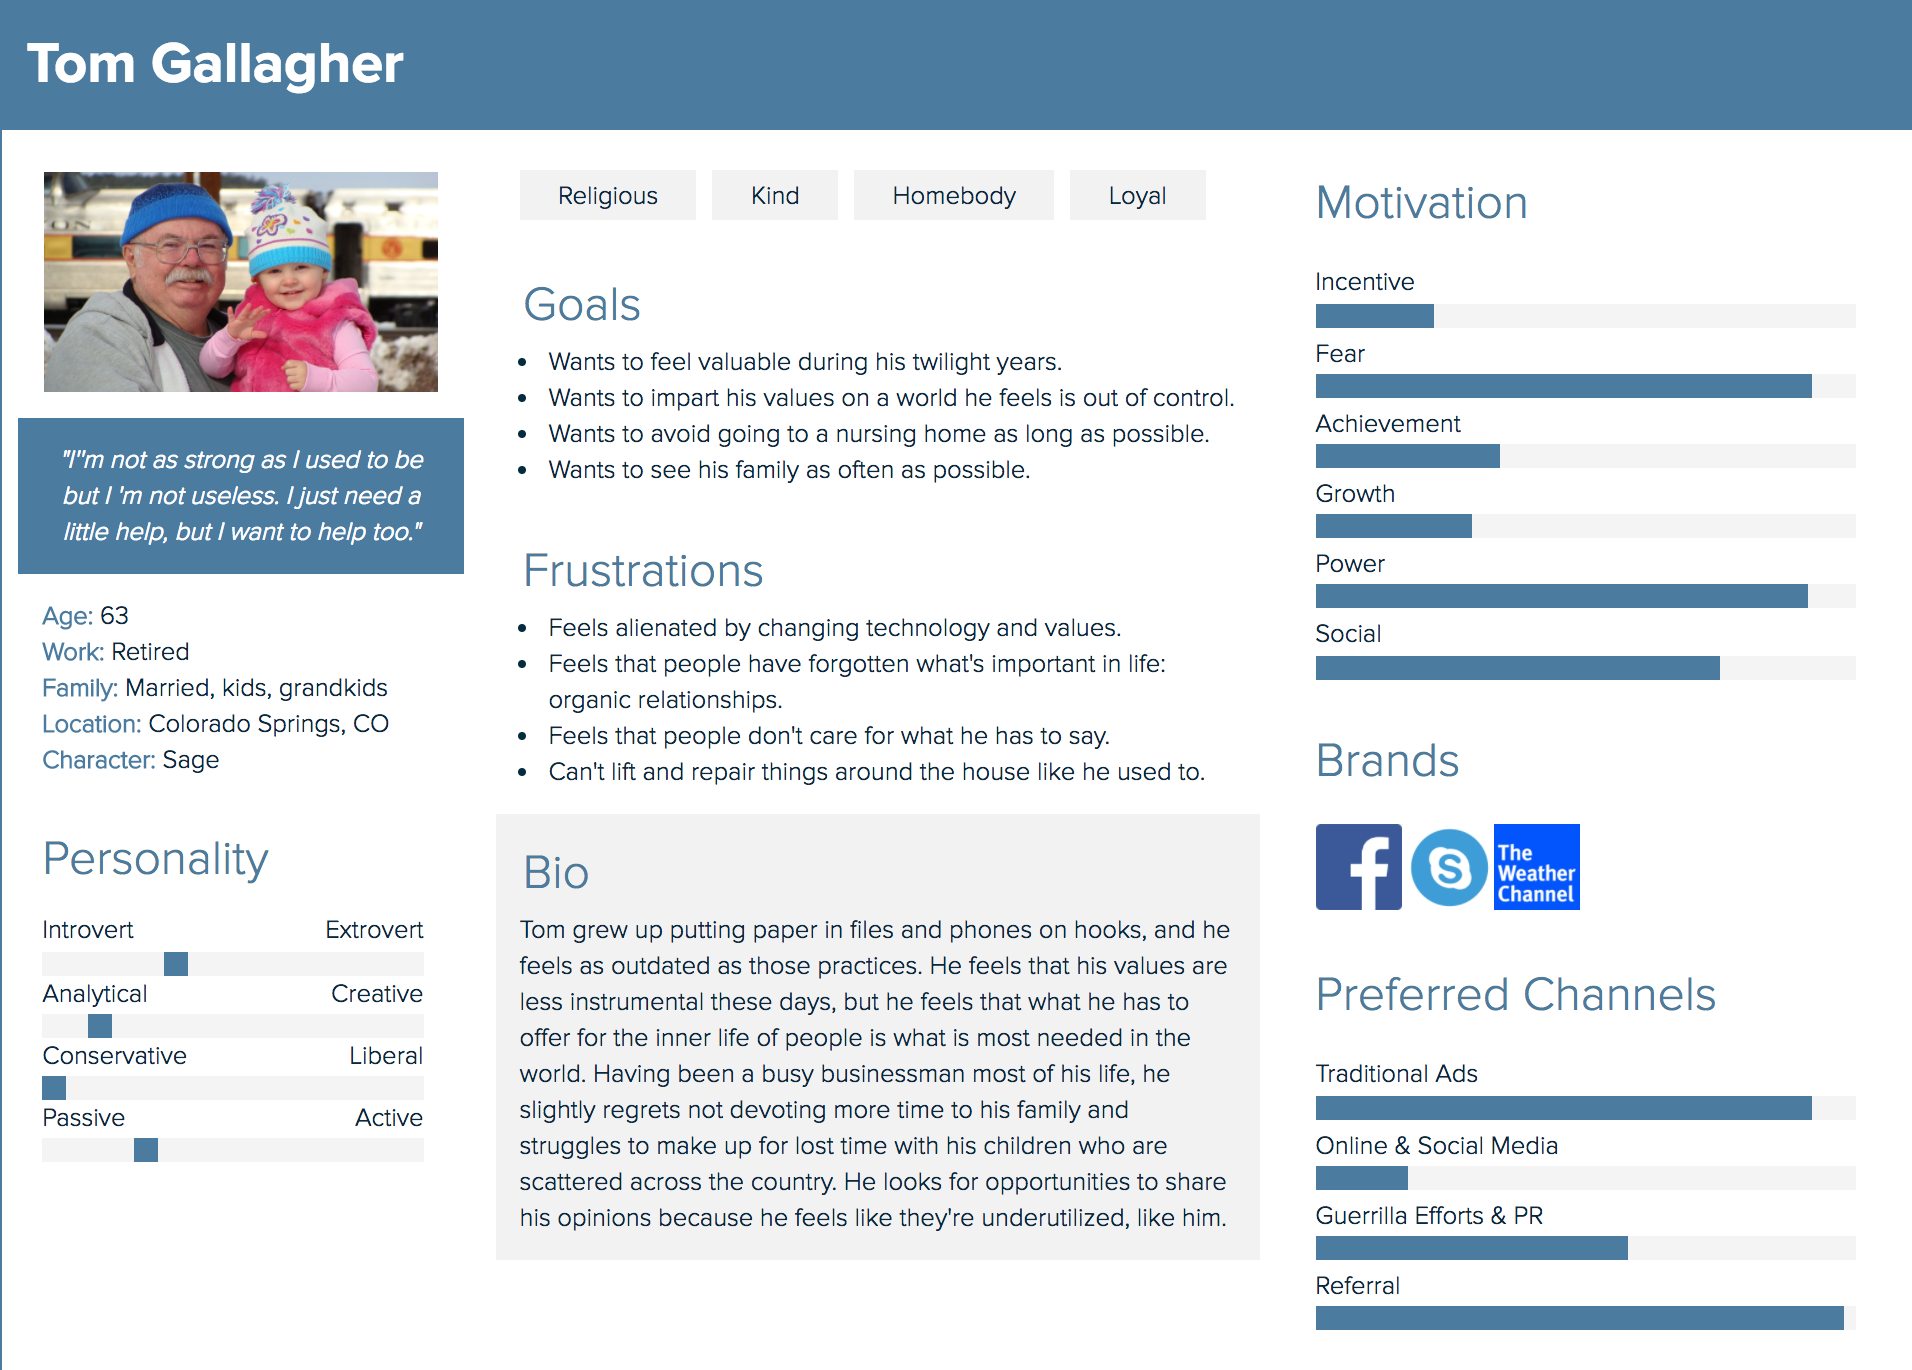 Tom Gallagher
"I"m not as strong as I used to be
but I 'm not useless. I just need a
little help, but I want to help too."
Age: 63
Work: Retired
Family: Married, kids, grandkids
Location: Colorado Springs, CO
Character: Sage
Personality
Introvert Extrovert
Analytical Creative
Conservative Liberal
Passive Active
Religious Kind Homebody Loyal
Goals
• Wants to feel valuable during his twilight years.
• Wants to impart his values on a world he feels is out of control.
• Wants to avoid going to a nursing home as long as possible.
• Wants to see his family as often as possible.
Frustrations
• Feels alienated by changing technology and values.
• Feels that people have forgotten what's important in life:
organic relationships.
• Feels that people don't care for what he has to say.
• Can't lift and repair things around the house like he used to.
Bio
Tom grew up putting paper in files and phones on hooks, and he
feels as outdated as those practices. He feels that his values are
less instrumental these days, but he feels that what he has to
offer for the inner life of people is what is most needed in the
world. Having been a busy businessman most of his life, he
slightly regrets not devoting more time to his family and
struggles to make up for lost time with his children who are
scattered across the country. He looks for opportunities to share
his opinions because he feels like they're underutilized, like him.
Motivation
Incentive
Fear
Achievement
Growth
Power
Social
Brands
f
S
The
Weather
Channel
Preferred Channels
Traditional Ads
Online & Social Media
Guerrilla Efforts & PR
Referral